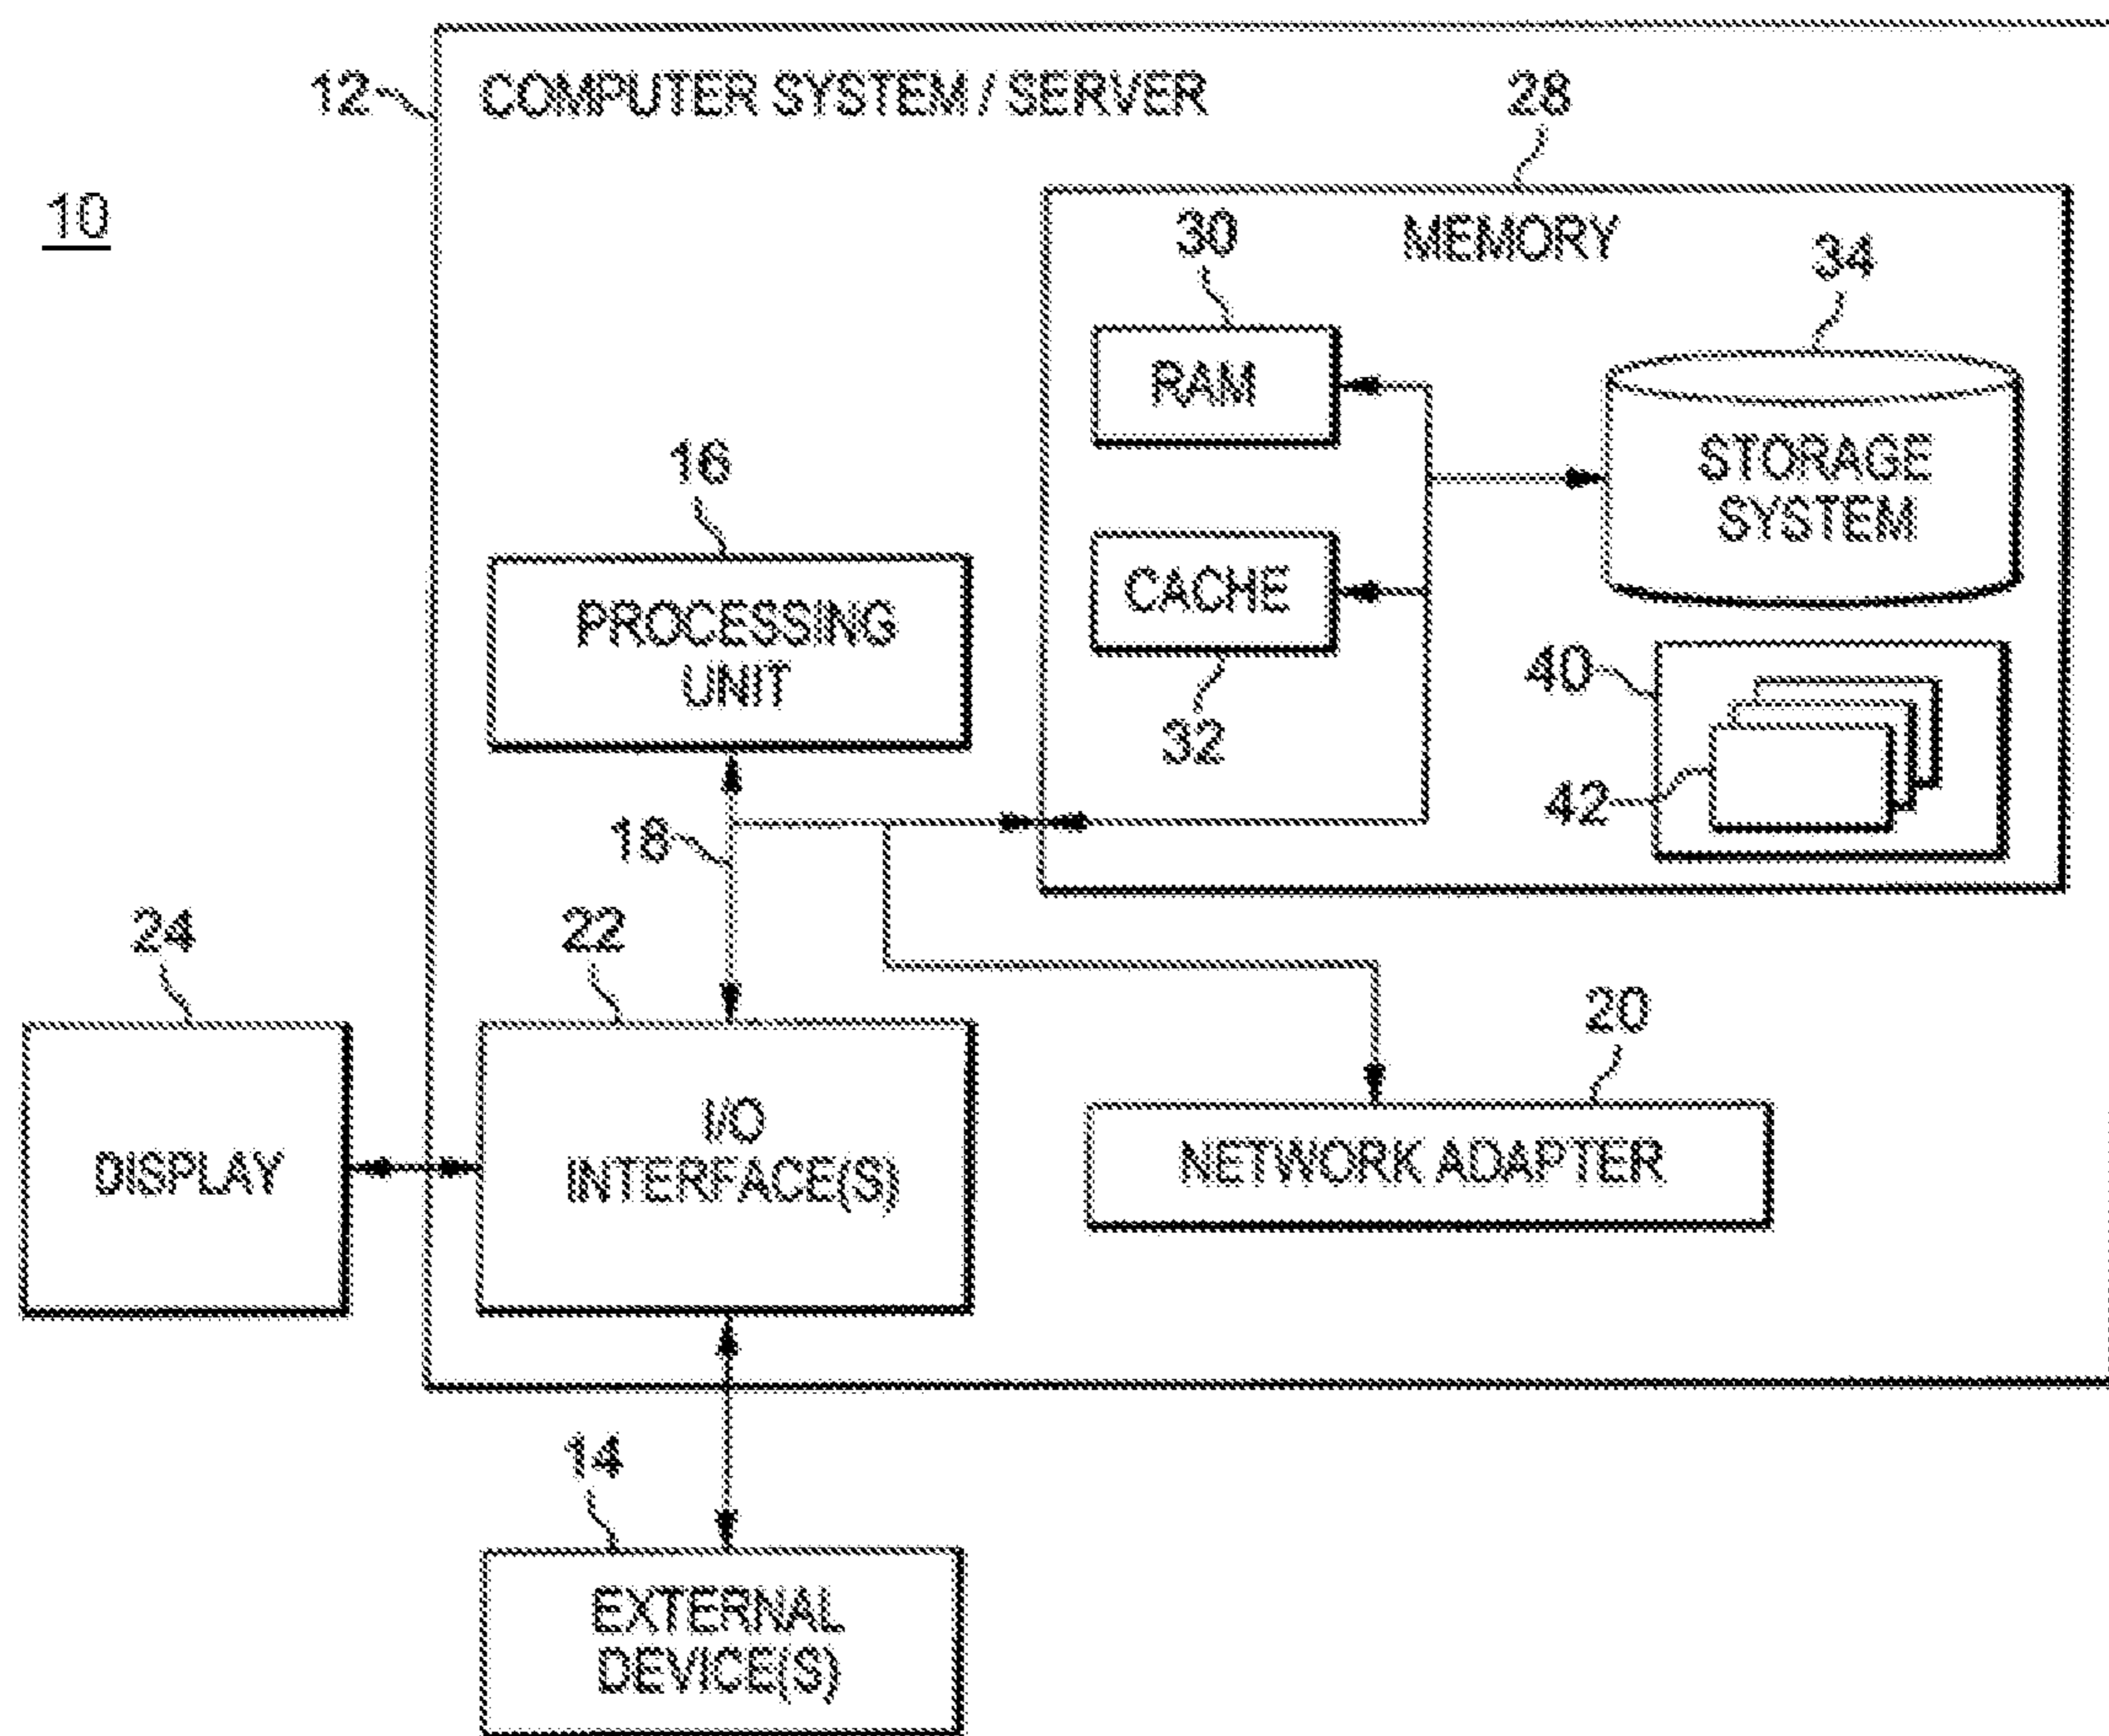 12
COMPUTER SYSTEM / SERVER
28
10
30
MEMORY
34
RAM
16
STORAGE
SYSTEM
CACHE
PROCESSING
UNIT
40
32
42
18
24
22
20
I/O
INTERFACE(S)
DISPLAY
NETWORK ADAPTER
14
EXTERNAL
DEVICE(S)